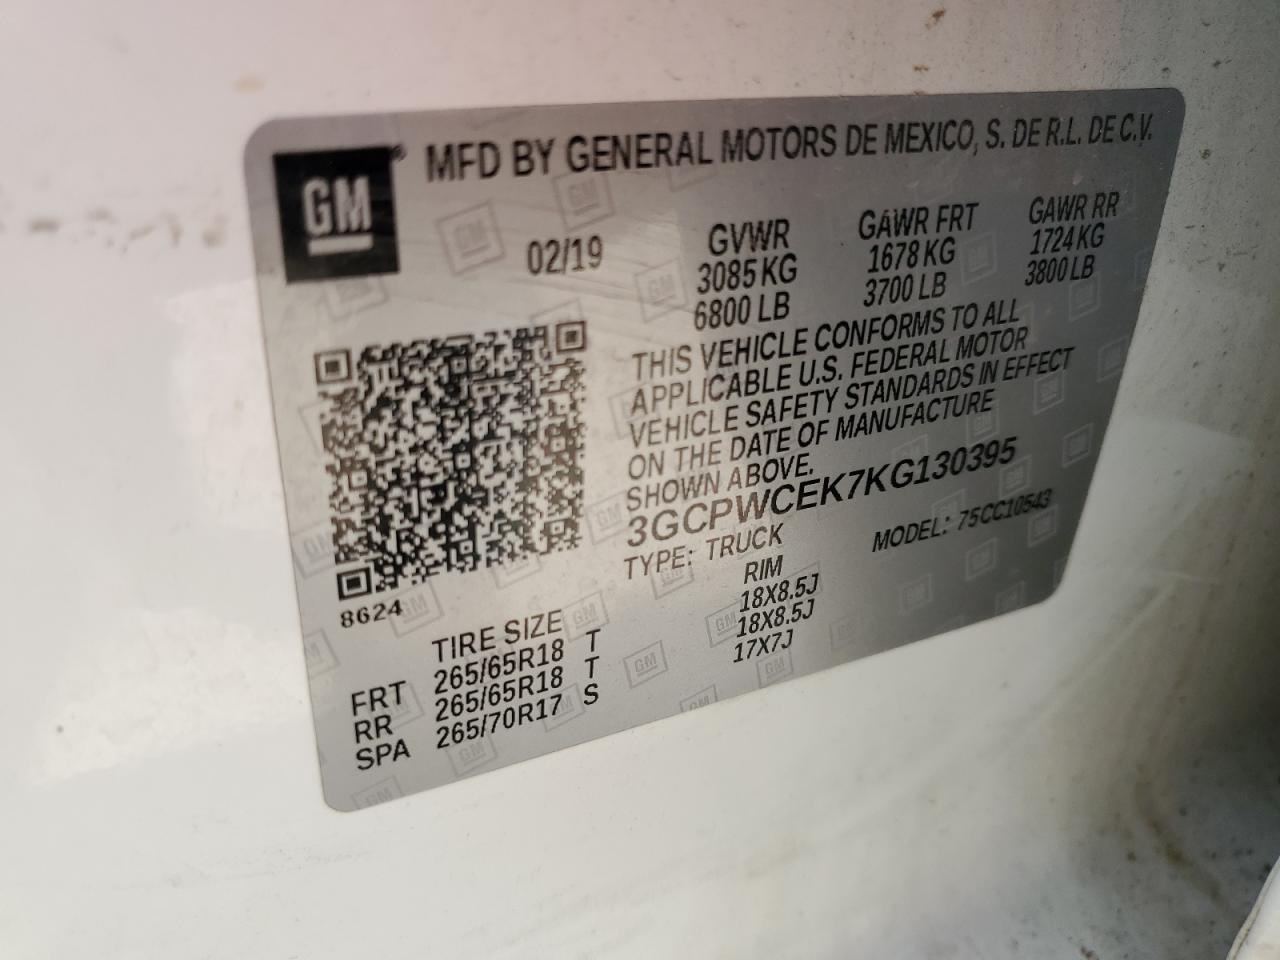 GM
MFD BY GENERAL MOTORS DE MEXICO, S. DE R.L. DE C.V.
02/19
GVWR
3085 KG
6800 LB
GAWR FRT
1678 KG
3700 LB
GAWR RR
1724 KG
3800 LB
THIS VEHICLE CONFORMS TO ALL
APPLICABLE U.S. FEDERAL MOTOR
VEHICLE SAFETY STANDARDS IN EFFECT
ON THE DATE OF MANUFACTURE
SHOWN ABOVE.
3GCPWCEK7KG130395
TYPE: TRUCK
MODEL: 75CC10543
8624
TIRE SIZE
RIM
FRT 265/65R18 T 18X8.5J
RR 265/65R18 T 18X8.5J
SPA 265/70R17 S 17X7J